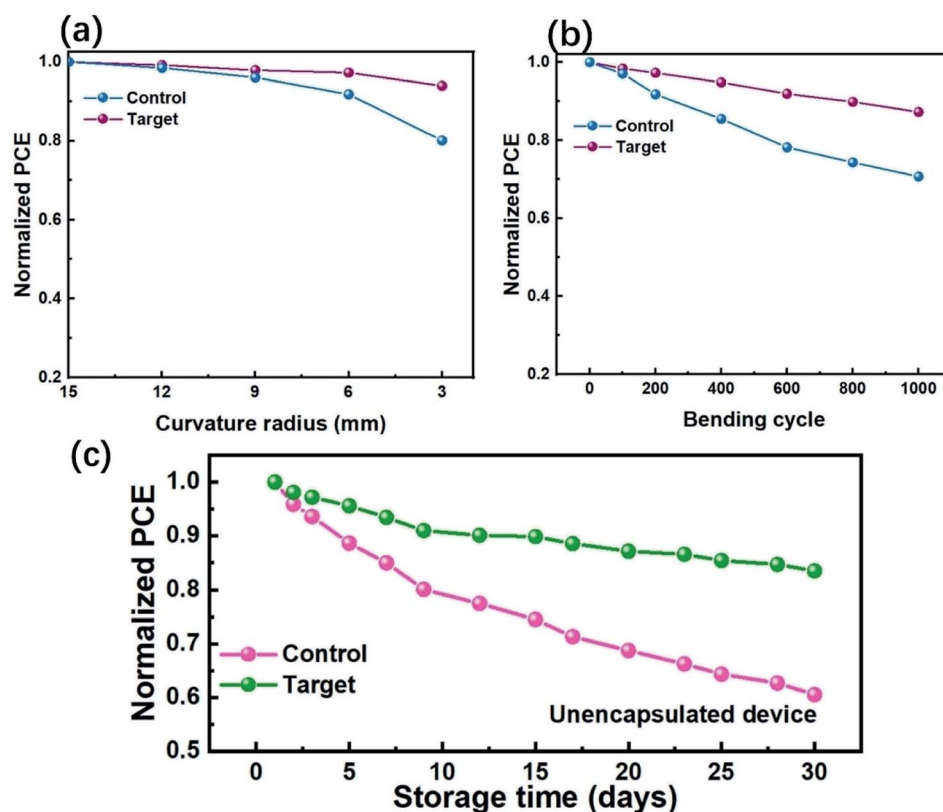 (a)
Normalized PCE
1.0
0.8
0.6
0.4
0.2
Control
Target
15 12 9 6 3
Curvature radius (mm)
(b)
Normalized PCE
1.0
0.8
0.6
0.4
0.2
Control
Target
0 200 400 600 800 1000
Bending cycle
(c)
Normalized PCE
1.0
0.9
0.8
0.7
0.6
0.5
Control
Target
Unencapsulated device
0 5 10 15 20 25 30
Storage time (days)